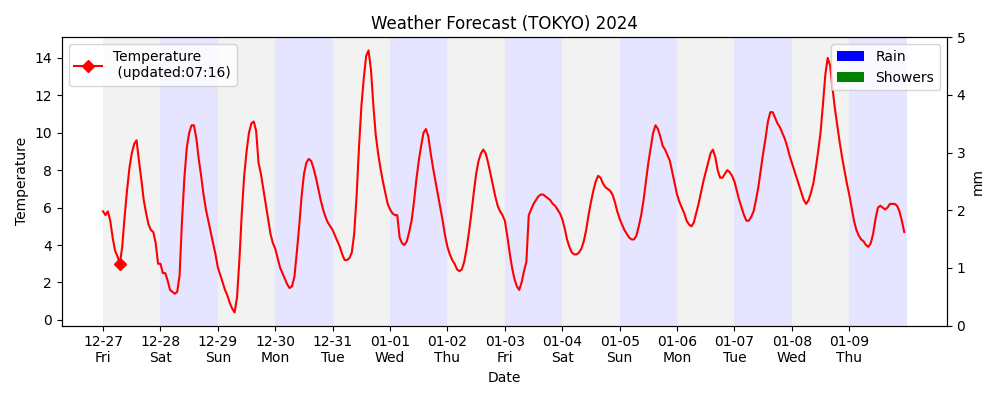 Weather Forecast (TOKYO) 2024
Temperature
(updated:07:16)
Rain
Showers
Temperature
14
12
10
8
6
4
2
0
5
4
3
2
1
0
mm
12-27 12-28 12-29 12-30 12-31 01-01 01-02 01-03 01-04 01-05 01-06 01-07 01-08 01-09
Fri Sat Sun Mon Tue Wed Thu Fri Sat Sun Mon Tue Wed Thu
Date